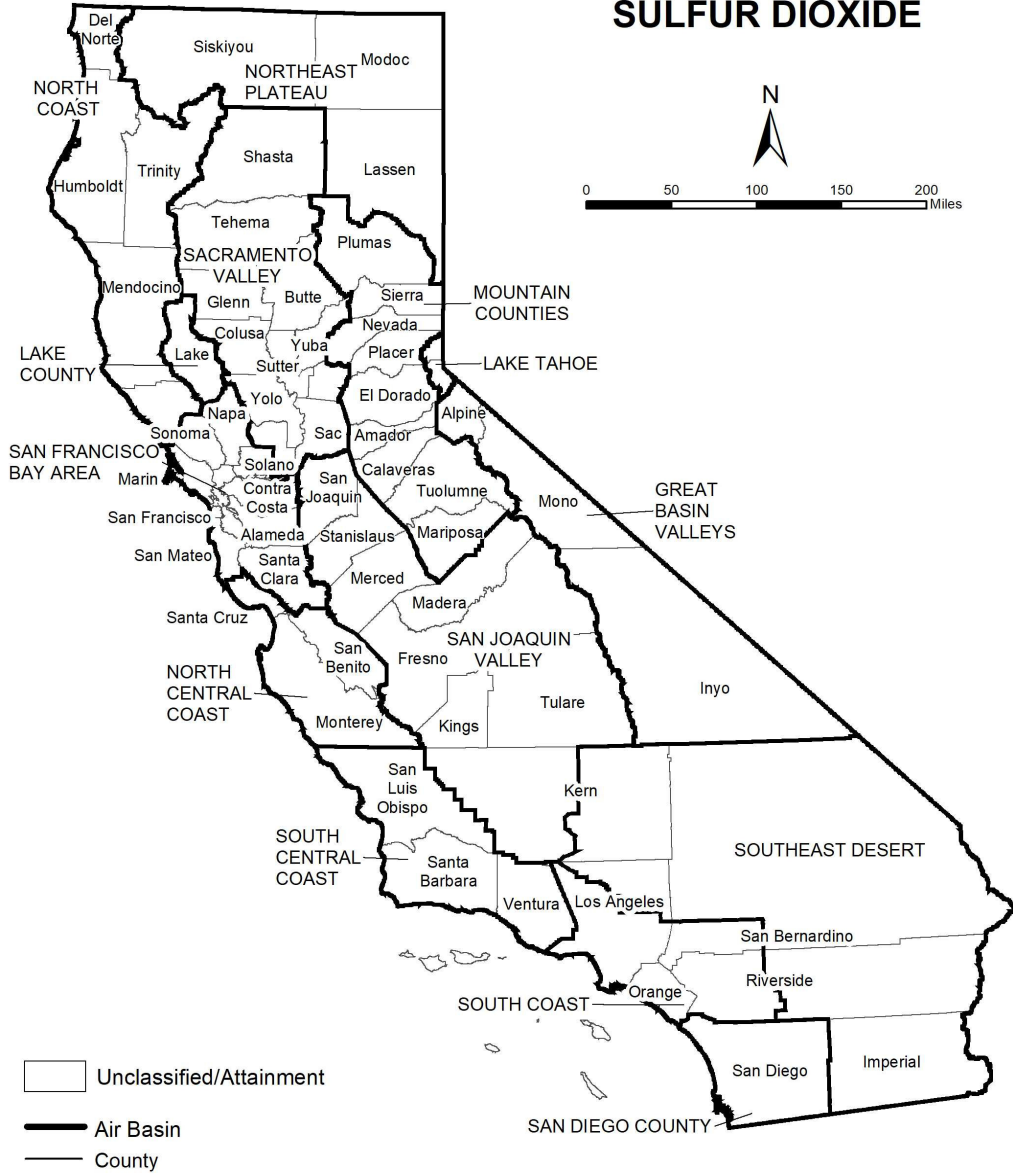 SULFUR DIOXIDE
Del
Norte
Siskiyou
Modoc
NORTHEAST
PLATEAU
NORTH
COAST
N
Shasta
Trinity
Lassen
Humboldt
0 50 100 150 200
Miles
Tehema
Plumas
SACRAMENTO
VALLEY
Mendocino
Glenn
Butte
Sierra
MOUNTAIN
COUNTIES
Nevada
Colusa
Yuba
LAKE
COUNTY
Lake
Placer
LAKE TAHOE
Sutter
El Dorado
Yolo
Napa
Alpine
Sonoma
Sac
Amador
SAN FRANCISCO
BAY AREA
Solano
Calaveras
Marin
Contra
Costa
San
Joaquin
Tuolumne
Mono
GREAT
BASIN
VALLEYS
San Francisco
Alameda
Stanislaus
Mariposa
San Mateo
Santa
Clara
Merced
Madera
Santa Cruz
SAN JOAQUIN
VALLEY
San
Benito
Fresno
NORTH
CENTRAL
COAST
Inyo
Tulare
Monterey
Kings
San
Luis
Obispo
Kern
SOUTH
CENTRAL
COAST
Santa
Barbara
SOUTHEAST DESERT
Ventura
Los Angeles
San Bernardino
Riverside
Orange
SOUTH COAST
San Diego
Imperial
SAN DIEGO COUNTY
Unclassified/Attainment
Air Basin
County